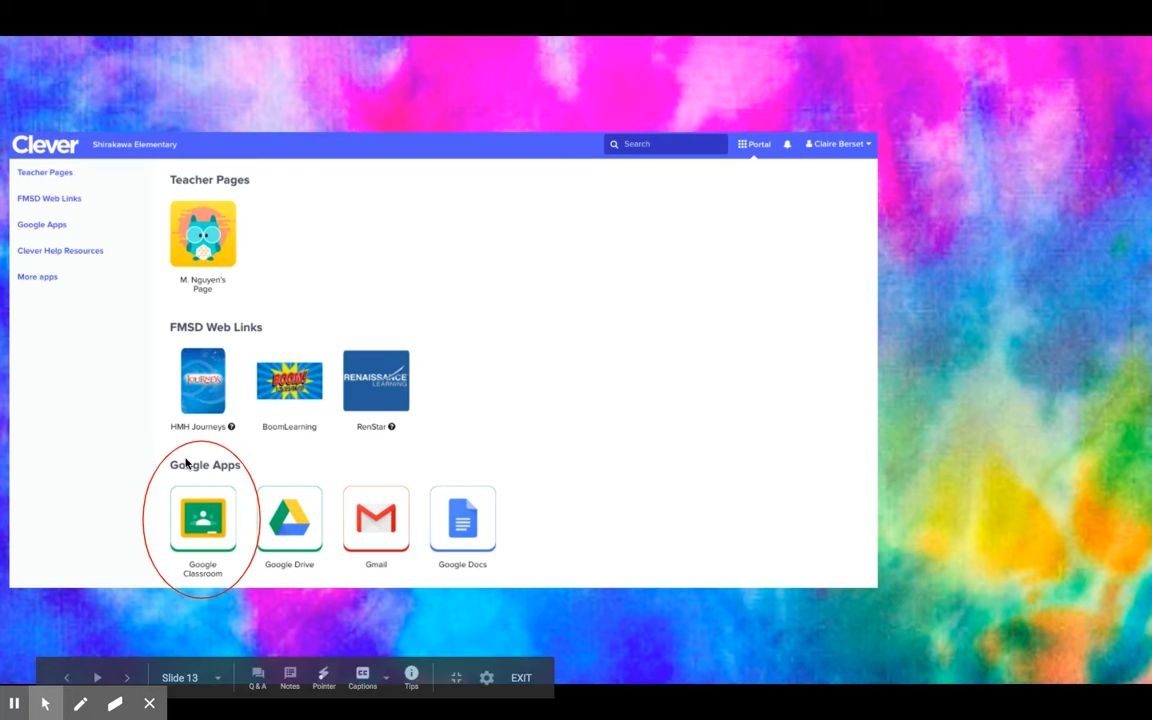 Clever Shirakawa Elementary Search Portal Claire Berset
Teacher Pages
FMSD Web Links
Google Apps
Clever Help Resources
More apps
Teacher Pages
M. Nguyen's
Page
FMSD Web Links
JOURNEYS
BOOM!
RENAISSANCE
LEARNING
HMH Journeys ? BoomLearning RenStar ?
Google Apps
Google
Classroom
Google Drive
Gmail
Google Docs
Slide 13
Q & A
Notes
Pointer
CC
Captions
Tips
EXIT